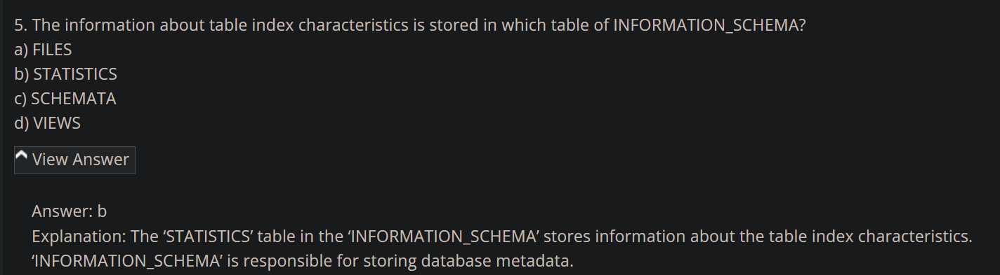 5. The information about table index characteristics is stored in which table of INFORMATION_SCHEMA?
a) FILES
b) STATISTICS
c) SCHEMATA
d) VIEWS
View Answer
Answer: b
Explanation: The ‘STATISTICS’ table in the ‘INFORMATION_SCHEMA’ stores information about the table index characteristics.
‘INFORMATION_SCHEMA’ is responsible for storing database metadata.